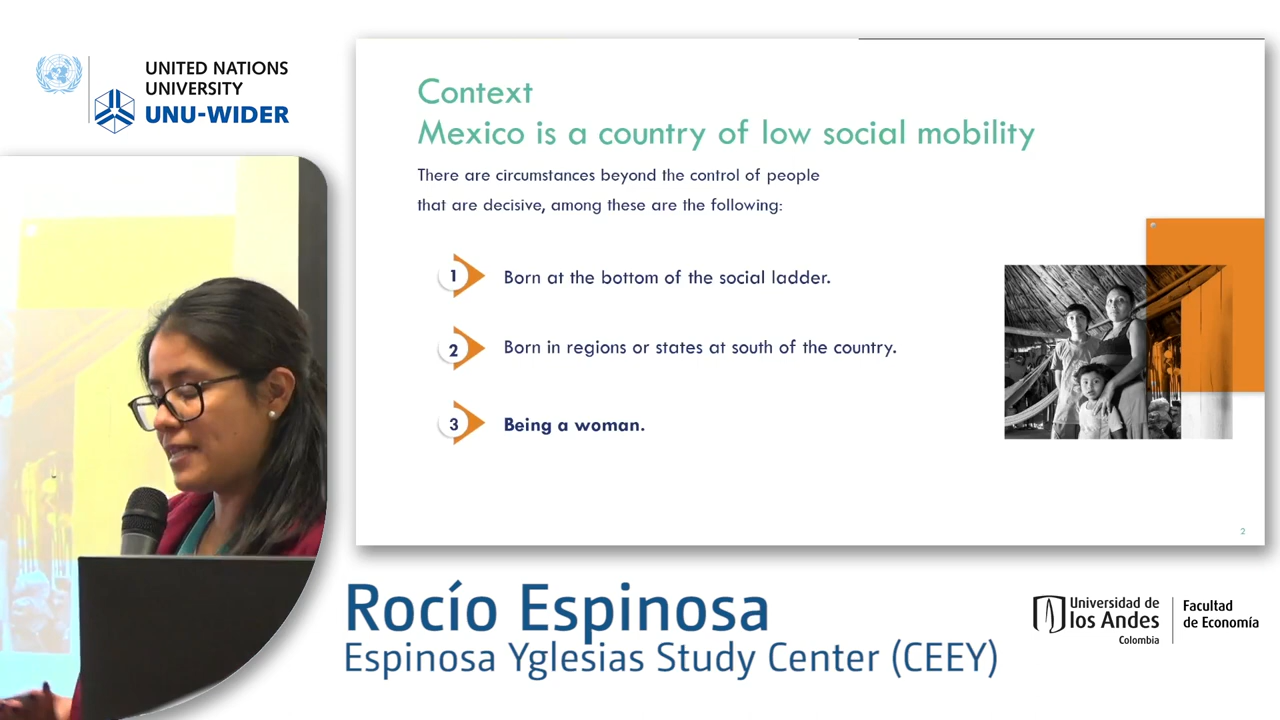 UNITED NATIONS
UNIVERSITY
UNU-WIDER
Context
Mexico is a country of low social mobility
There are circumstances beyond the control of people
that are decisive, among these are the following:
1 Born at the bottom of the social ladder.
2 Born in regions or states at south of the country.
3 Being a woman.
2
Rocío Espinosa
Espinosa Yglesias Study Center (CEEY)
Universidad de
los Andes
Colombia
Facultad
de Economía